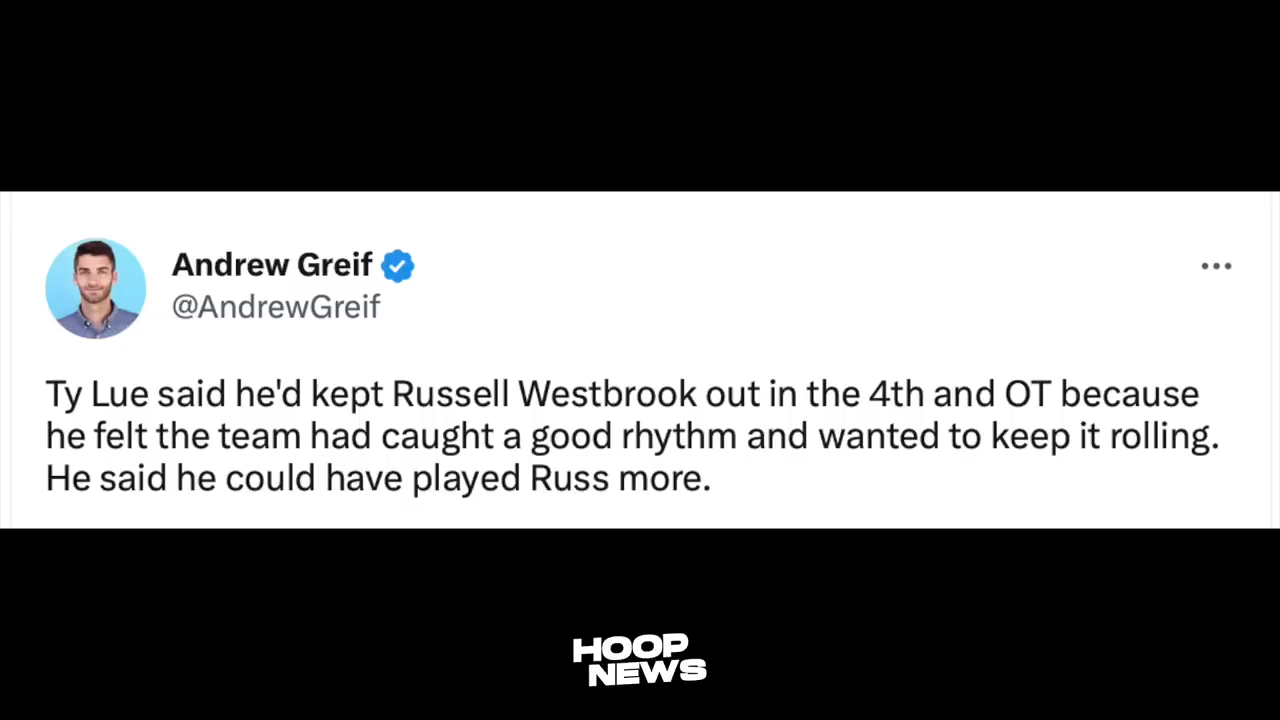 Andrew Greif
@AndrewGreif
Ty Lue said he'd kept Russell Westbrook out in the 4th and OT because
he felt the team had caught a good rhythm and wanted to keep it rolling.
He said he could have played Russ more.
HOOP
NEWS